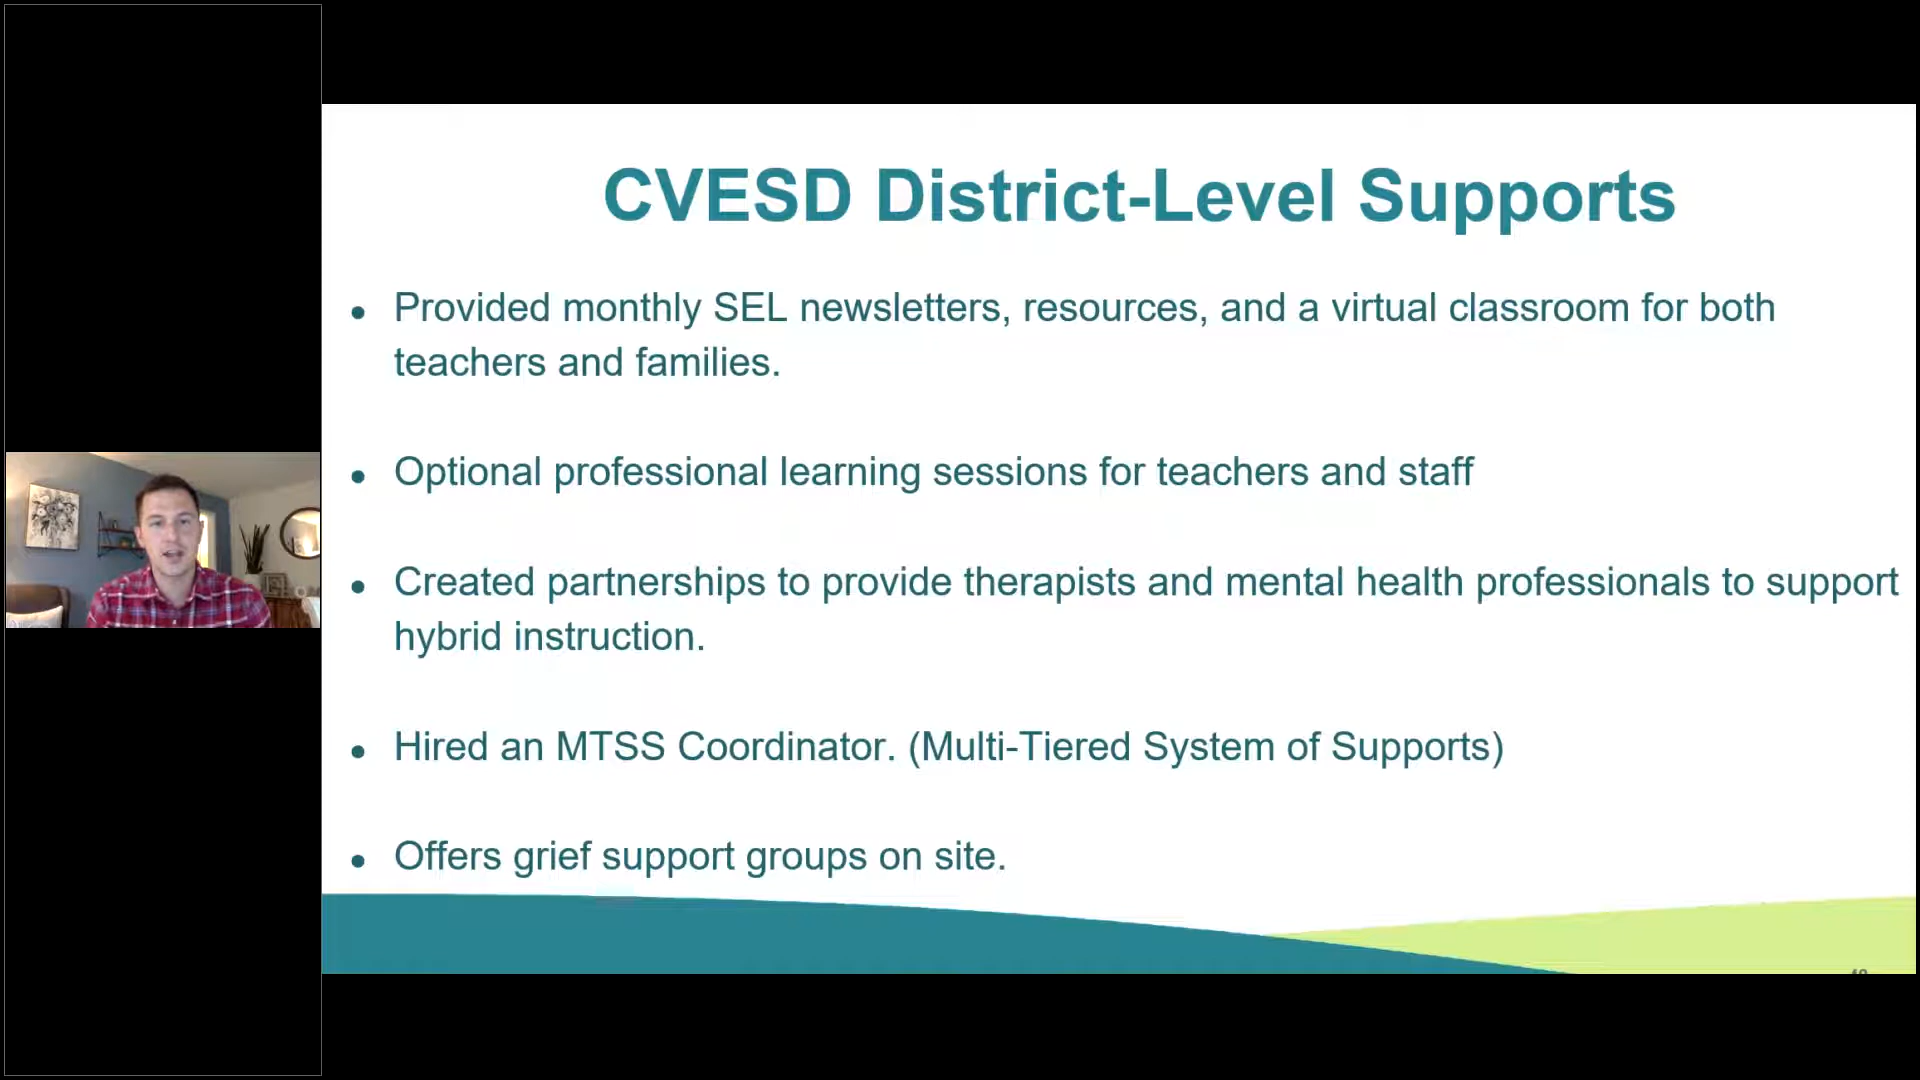 CVESD District-Level Supports
● Provided monthly SEL newsletters, resources, and a virtual classroom for both
teachers and families.
● Optional professional learning sessions for teachers and staff
● Created partnerships to provide therapists and mental health professionals to support
hybrid instruction.
● Hired an MTSS Coordinator. (Multi-Tiered System of Supports)
● Offers grief support groups on site.